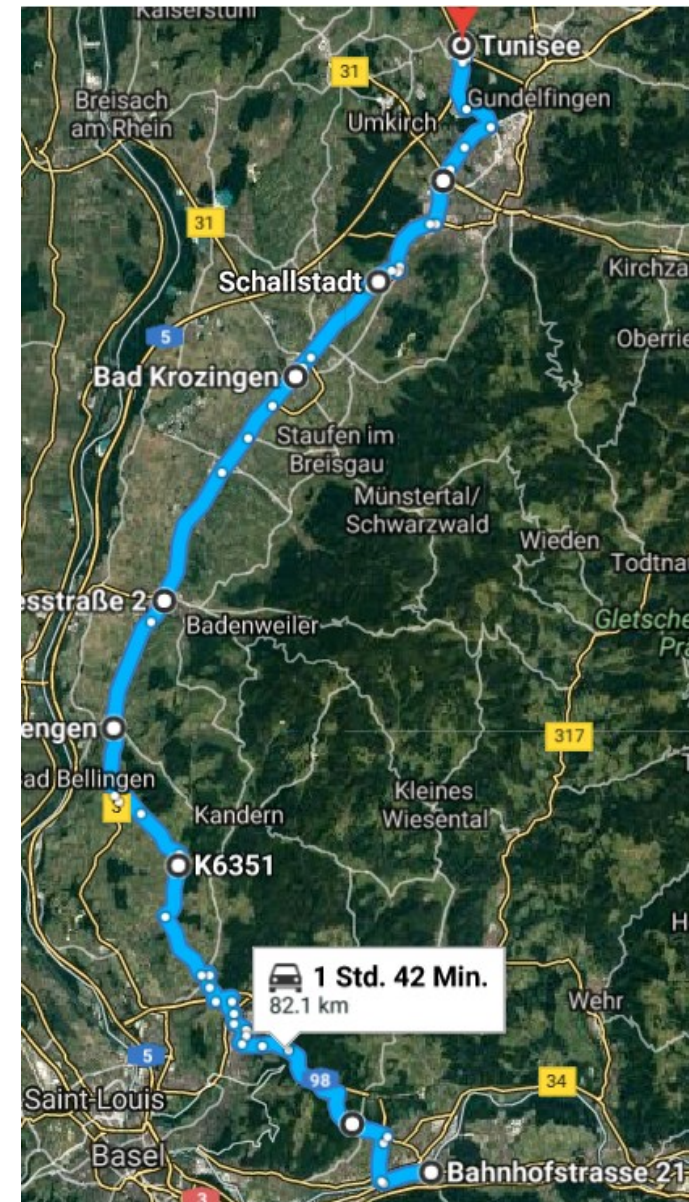 Kaiserstuhl
Tunisee
31
Gundelfingen
Breisach
am Rhein
Umkirch
31
Kirchza
Schallstadt
5
Oberrie
Bad Krozingen
Staufen im
Breisgau
Münstertal/
Schwarzwald
Wieden
Todtnau
esstraße 2
Badenweiler
Gletsche
Pra
engen
317
ad Bellingen
3
Kandern
Kleines
Wiesental
K6351
H
1 Std. 42 Min.
82.1 km
Wehr
5
98
34
Saint-Louis
Basel
Bahnhofstrasse 21
3